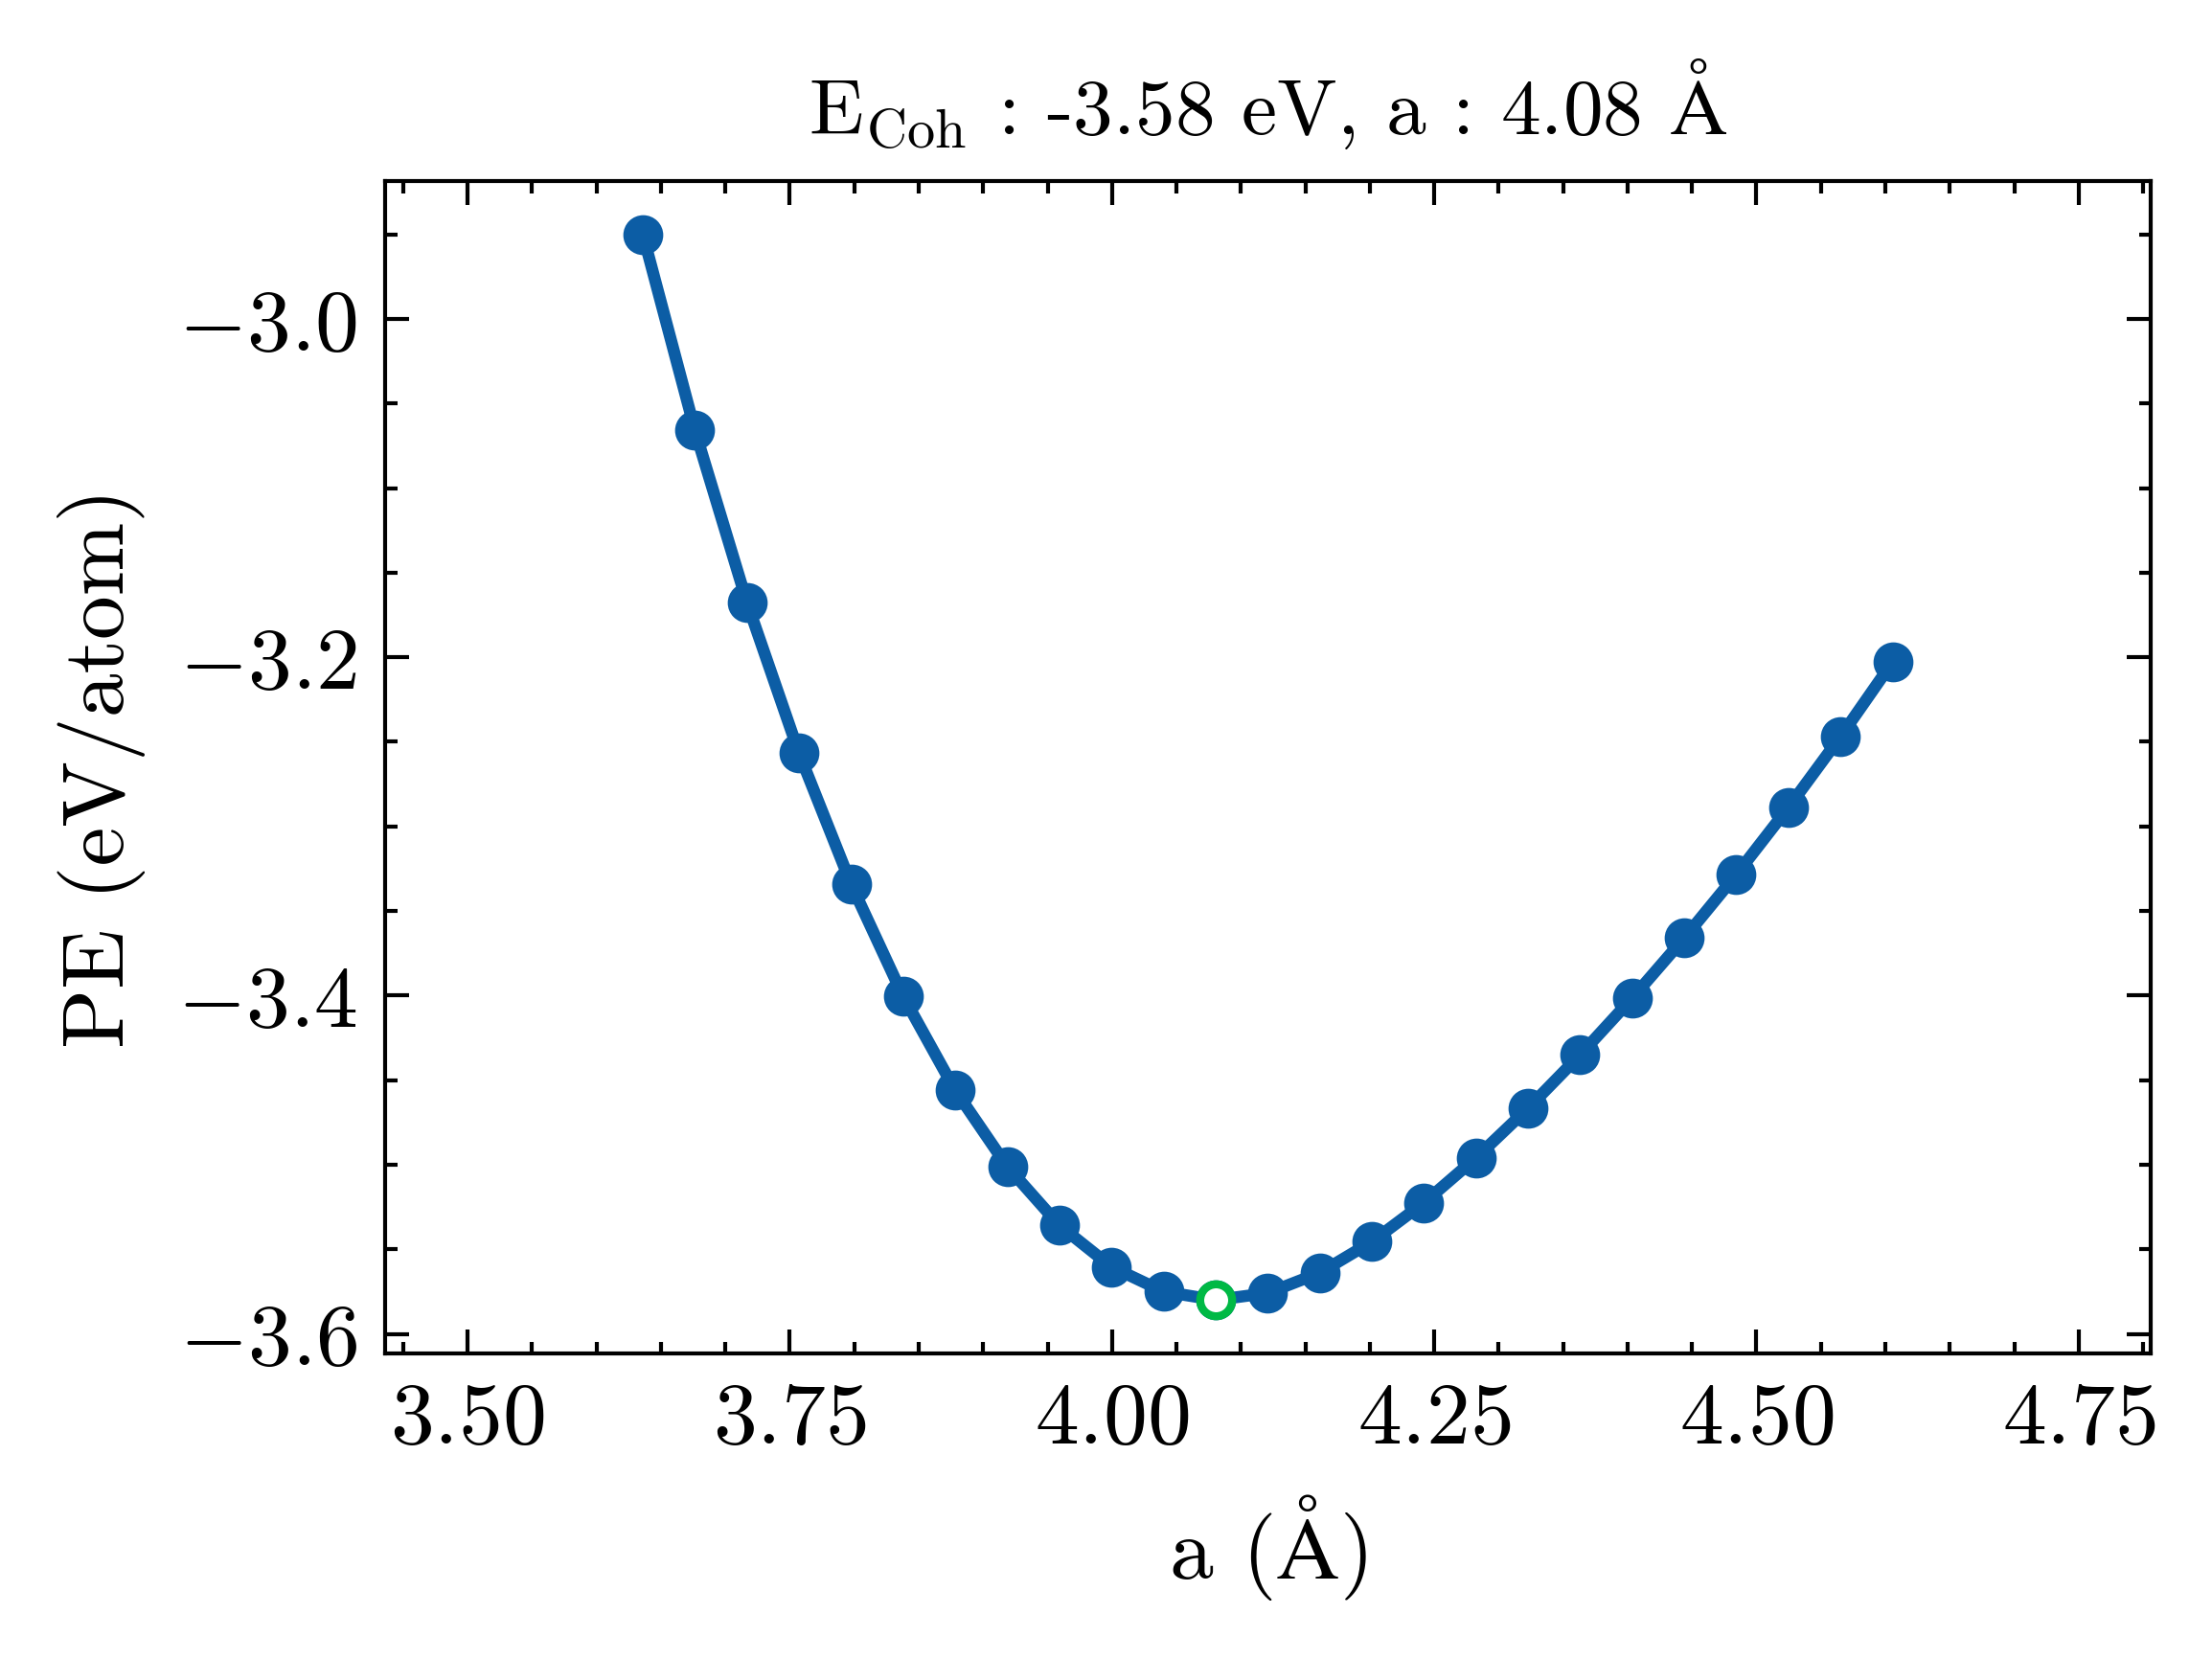 E_Coh : -3.58 eV, a : 4.08 Å
PE (eV/atom)
−3.0
−3.2
−3.4
−3.6
3.50 3.75 4.00 4.25 4.50 4.75
a (Å)